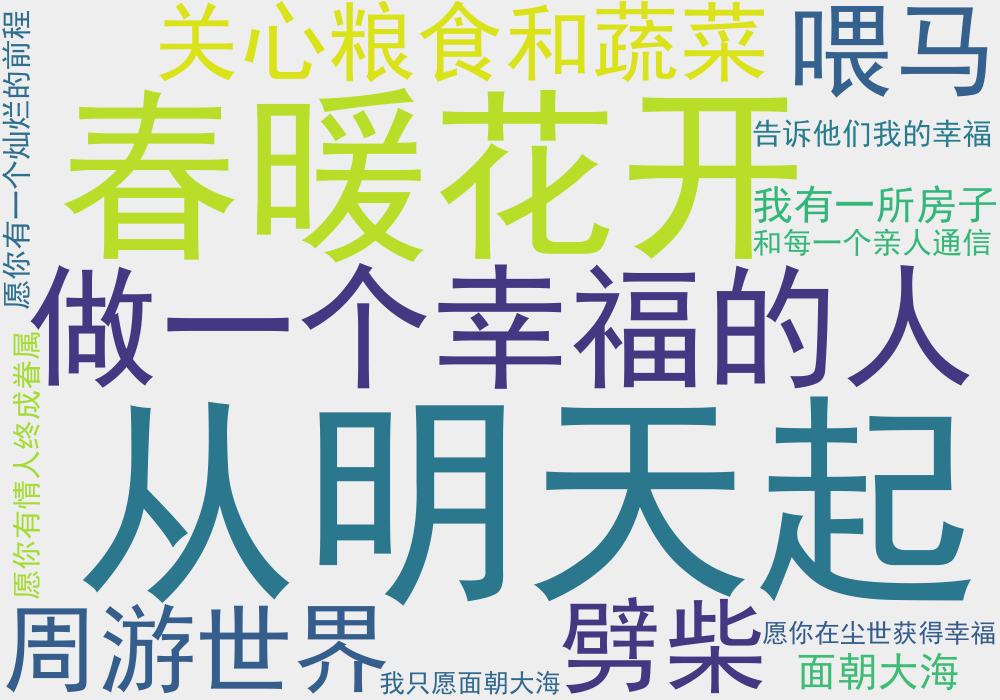 关心粮食和蔬菜
喂马
愿你有一个灿烂的前程
春暖花开
告诉他们我的幸福
我有一所房子
和每一个亲人通信
做一个幸福的人
愿你有情人终成眷属
从明天起
周游世界
我只愿面朝大海
劈柴
愿你在尘世获得幸福
面朝大海